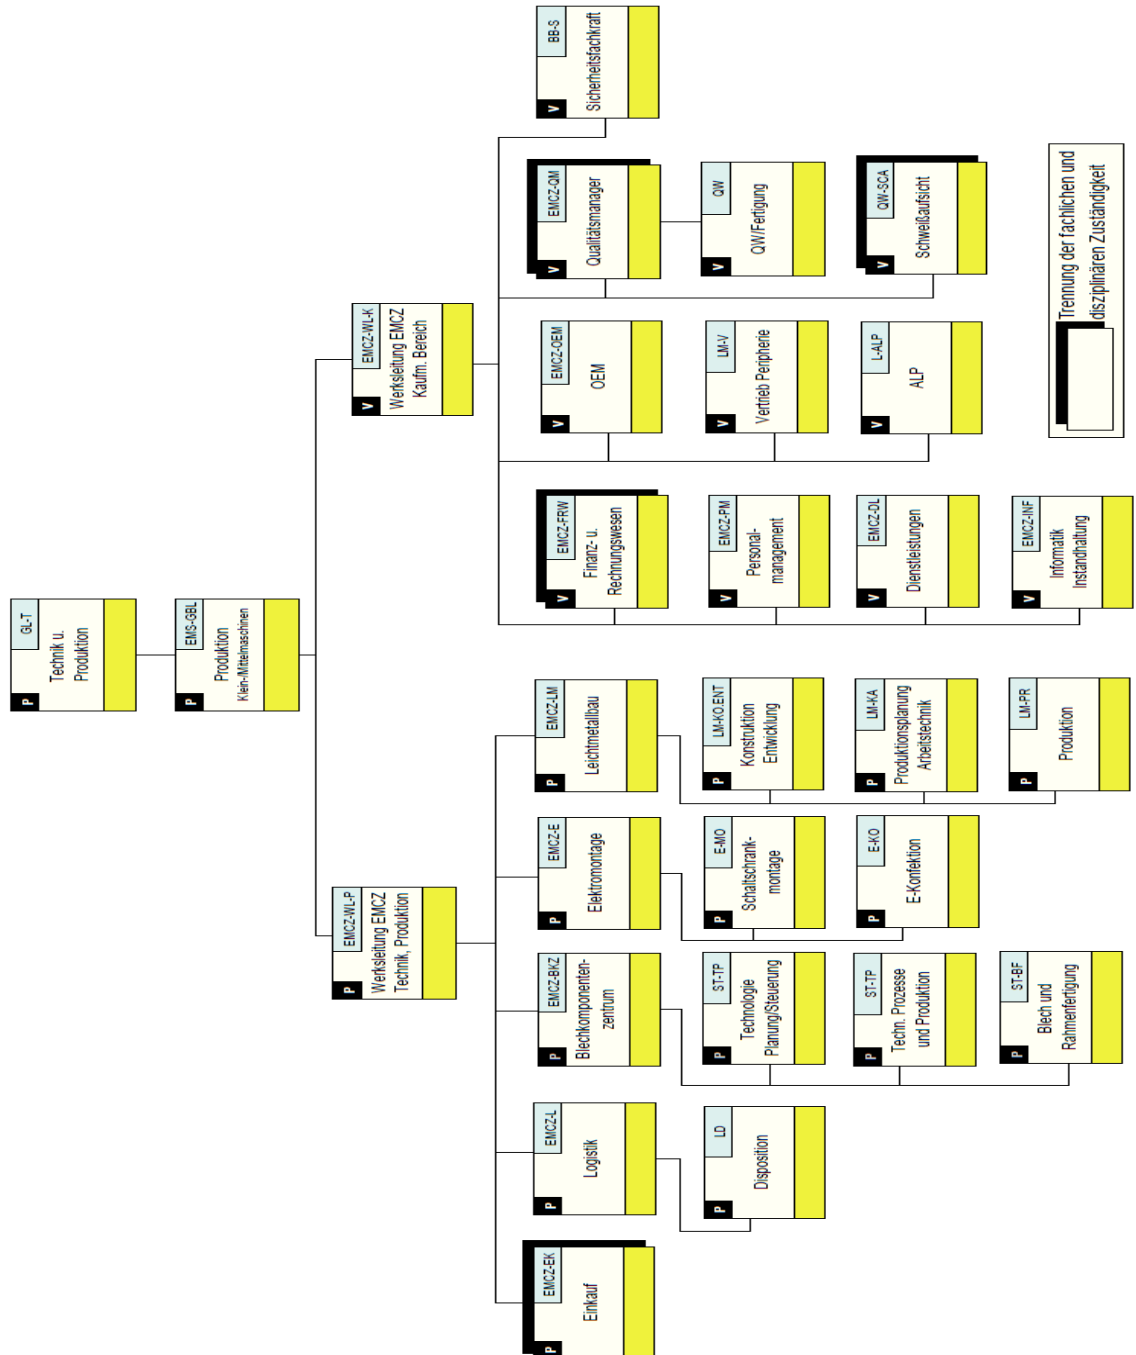 P
GL-T
Technik u.
Produktion
P
EMS-GBL
Produktion
Klein-/Mittelmaschinen
P
EMCZ-WL-P
Werksleitung EMCZ
Technik, Produktion
V
EMCZ-WL-K
Werksleitung EMCZ
Kaufm. Bereich
P
EMCZ-EK
Einkauf
P
EMCZ-L
Logistik
P
LD
Disposition
P
EMCZ-BKZ
Blechkomponenten-
zentrum
P
ST-TP
Technologie
Planung/Steuerung
P
ST-TP
Techn. Prozesse
und Produktion
P
ST-BF
Blech und
Rahmenfertigung
P
EMCZ-E
Elektromontage
P
E-MO
Schaltschrank-
montage
P
E-KO
E-Konfektion
P
EMCZ-LM
Leichtmetallbau
P
LM-KO,ENT
Konstruktion
Entwicklung
P
LM-KA
Produktionsplanung
Arbeitstechnik
P
LM-PR
Produktion
V
EMCZ-FRW
Finanz- u.
Rechnungswesen
V
EMCZ-PM
Personal-
management
V
EMCZ-DL
Dienstleistungen
V
EMCZ-INF
Informatik
Instandhaltung
V
EMCZ-OEM
OEM
V
LM-V
Vertrieb Peripherie
V
L-ALP
ALP
V
EMCZ-QM
Qualitätsmanager
V
QW
QW/Fertigung
V
QW-SCA
Schweißaufsicht
V
BB-S
Sicherheitsfachkraft
Trennung der fachlichen und
disziplinären Zuständigkeit